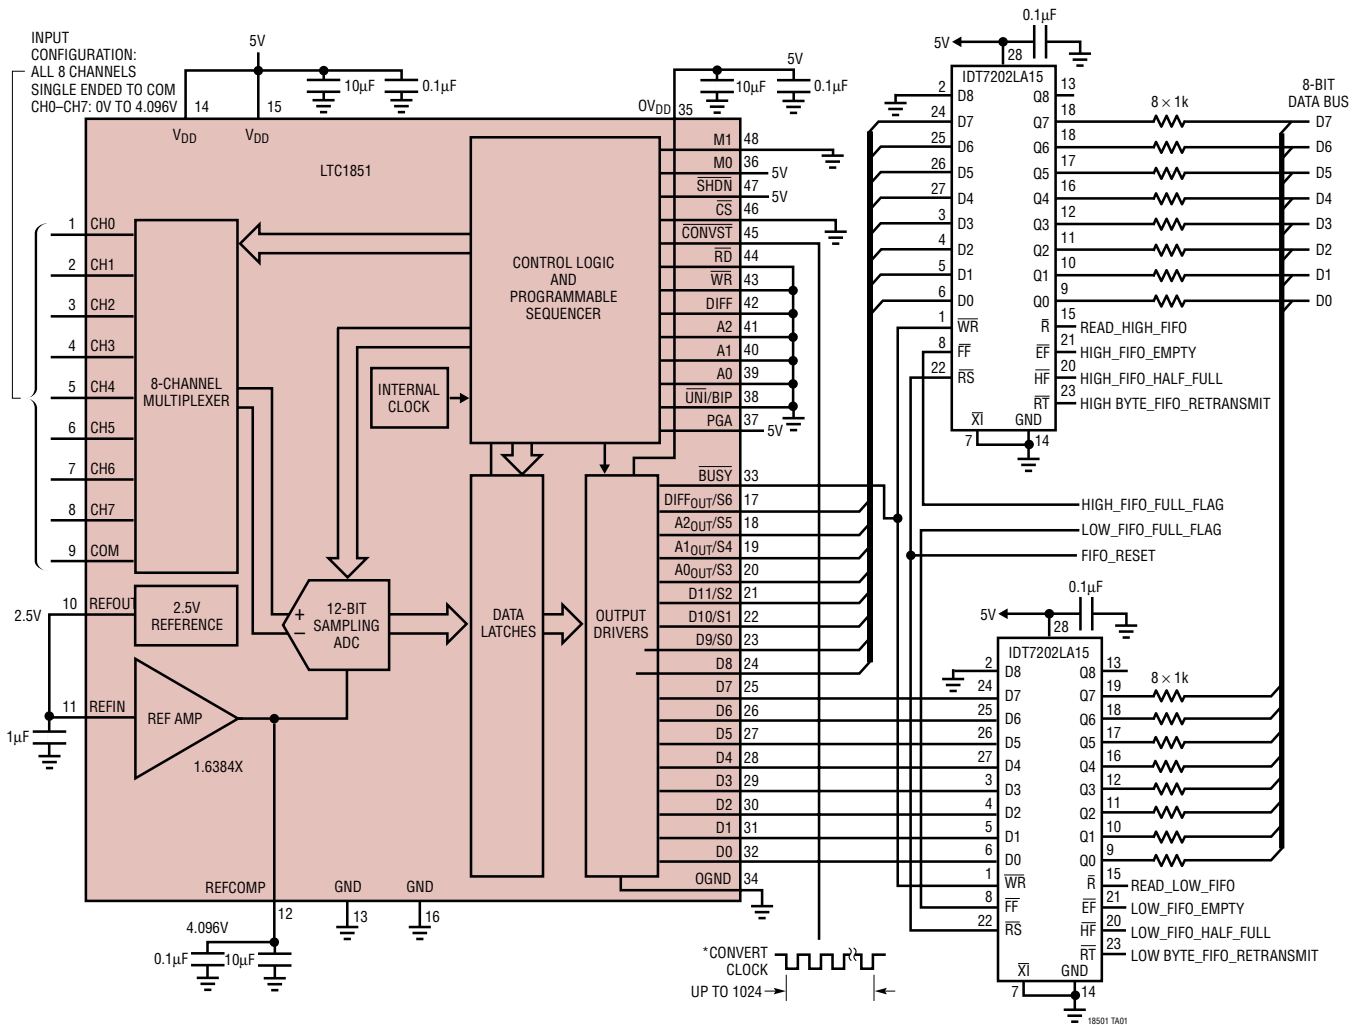 INPUT
CONFIGURATION:
ALL 8 CHANNELS
SINGLE ENDED TO COM
CH0–CH7: 0V TO 4.096V
5V
10µF
0.1µF
14
15
VDD
VDD
LTC1851
5V
10µF
0.1µF
OVDD 35
M1 48
M0 36
5V
SHDN 47
5V
CS 46
CONVST 45
RD 44
WR 43
DIFF 42
A2 41
A1 40
A0 39
UNI/BIP 38
PGA 37
5V
CONTROL LOGIC
AND
PROGRAMMABLE
SEQUENCER
INTERNAL
CLOCK
1 CH0
2 CH1
3 CH2
4 CH3
5 CH4
6 CH5
7 CH6
8 CH7
9 COM
8-CHANNEL
MULTIPLEXER
2.5V
10 REFOUT
2.5V
REFERENCE
11 REFIN
1µF
REF AMP
1.6384X
+
–
12-BIT
SAMPLING
ADC
DATA
LATCHES
OUTPUT
DRIVERS
BUSY 33
DIFFOUT/S6 17
A2OUT/S5 18
A1OUT/S4 19
A0OUT/S3 20
D11/S2 21
D10/S1 22
D9/S0 23
D8 24
D7 25
D6 26
D5 27
D4 28
D3 29
D2 30
D1 31
D0 32
OGND 34
REFCOMP
12
GND
13
GND
16
4.096V
0.1µF
10µF
*CONVERT
CLOCK
UP TO 1024
0.1µF
5V
28
IDT7202LA15
2 D8
24 D7
25 D6
26 D5
27 D4
3 D3
4 D2
5 D1
6 D0
1 WR
8 FF
22 RS
Q8 13
Q7 18
Q6 18
Q5 17
Q4 16
Q3 12
Q2 11
Q1 10
Q0 9
R 15 READ_HIGH_FIFO
EF 21 HIGH_FIFO_EMPTY
HF 20 HIGH_FIFO_HALF_FULL
RT 23 HIGH BYTE_FIFO_RETRANSMIT
XI
7
GND
14
8 × 1k
8-BIT
DATA BUS
D7
D6
D5
D4
D3
D2
D1
D0
HIGH_FIFO_FULL_FLAG
LOW_FIFO_FULL_FLAG
FIFO_RESET
0.1µF
5V
28
IDT7202LA15
2 D8
24 D7
25 D6
26 D5
27 D4
3 D3
4 D2
5 D1
6 D0
1 WR
8 FF
22 RS
Q8 13
Q7 19
Q6 18
Q5 17
Q4 16
Q3 12
Q2 11
Q1 10
Q0 9
R 15 READ_LOW_FIFO
EF 21 LOW_FIFO_EMPTY
HF 20 LOW_FIFO_HALF_FULL
RT 23 LOW BYTE_FIFO_RETRANSMIT
XI
7
GND
14
8 × 1k
18501 TA01